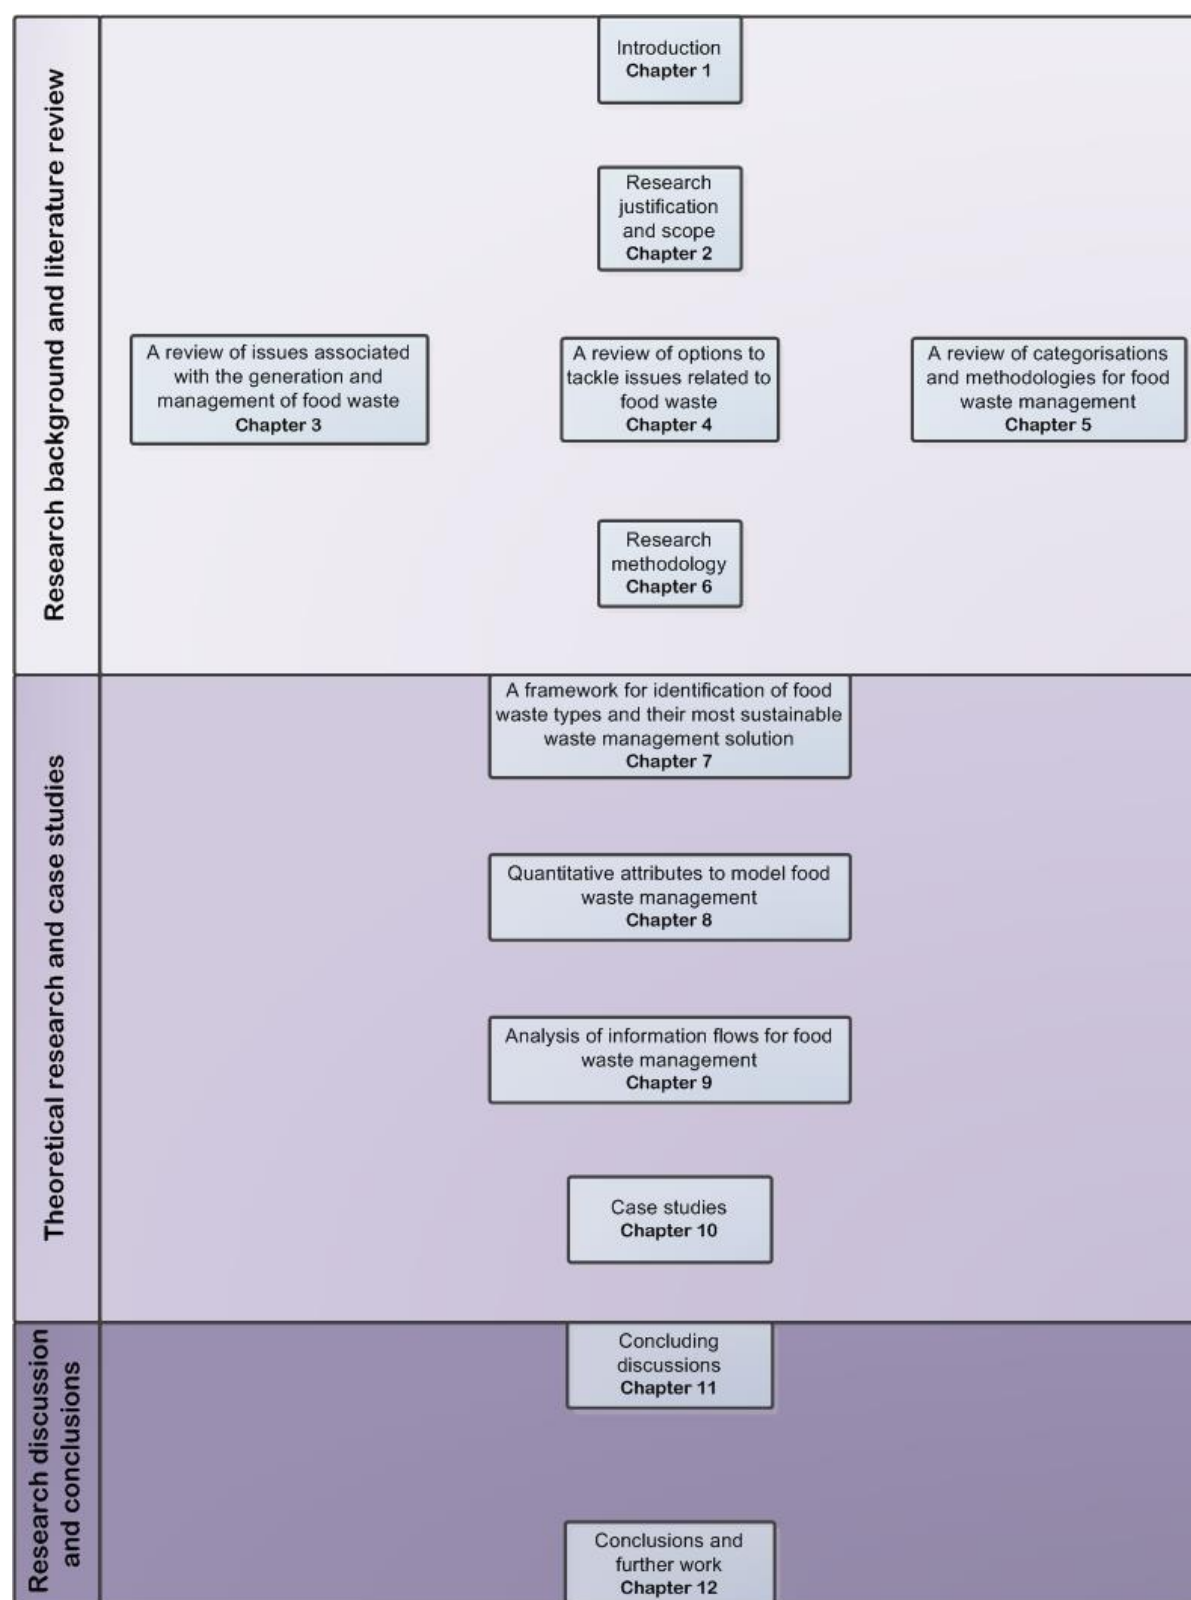 Research background and literature review
Introduction
Chapter 1
Research
justification
and scope
Chapter 2
A review of issues associated
with the generation and
management of food waste
Chapter 3
A review of options to
tackle issues related to
food waste
Chapter 4
A review of categorisations
and methodologies for food
waste management
Chapter 5
Research
methodology
Chapter 6
Theoretical research and case studies
A framework for identification of food
waste types and their most sustainable
waste management solution
Chapter 7
Quantitative attributes to model food
waste management
Chapter 8
Analysis of information flows for food
waste management
Chapter 9
Case studies
Chapter 10
Research discussion
and conclusions
Concluding
discussions
Chapter 11
Conclusions and
further work
Chapter 12